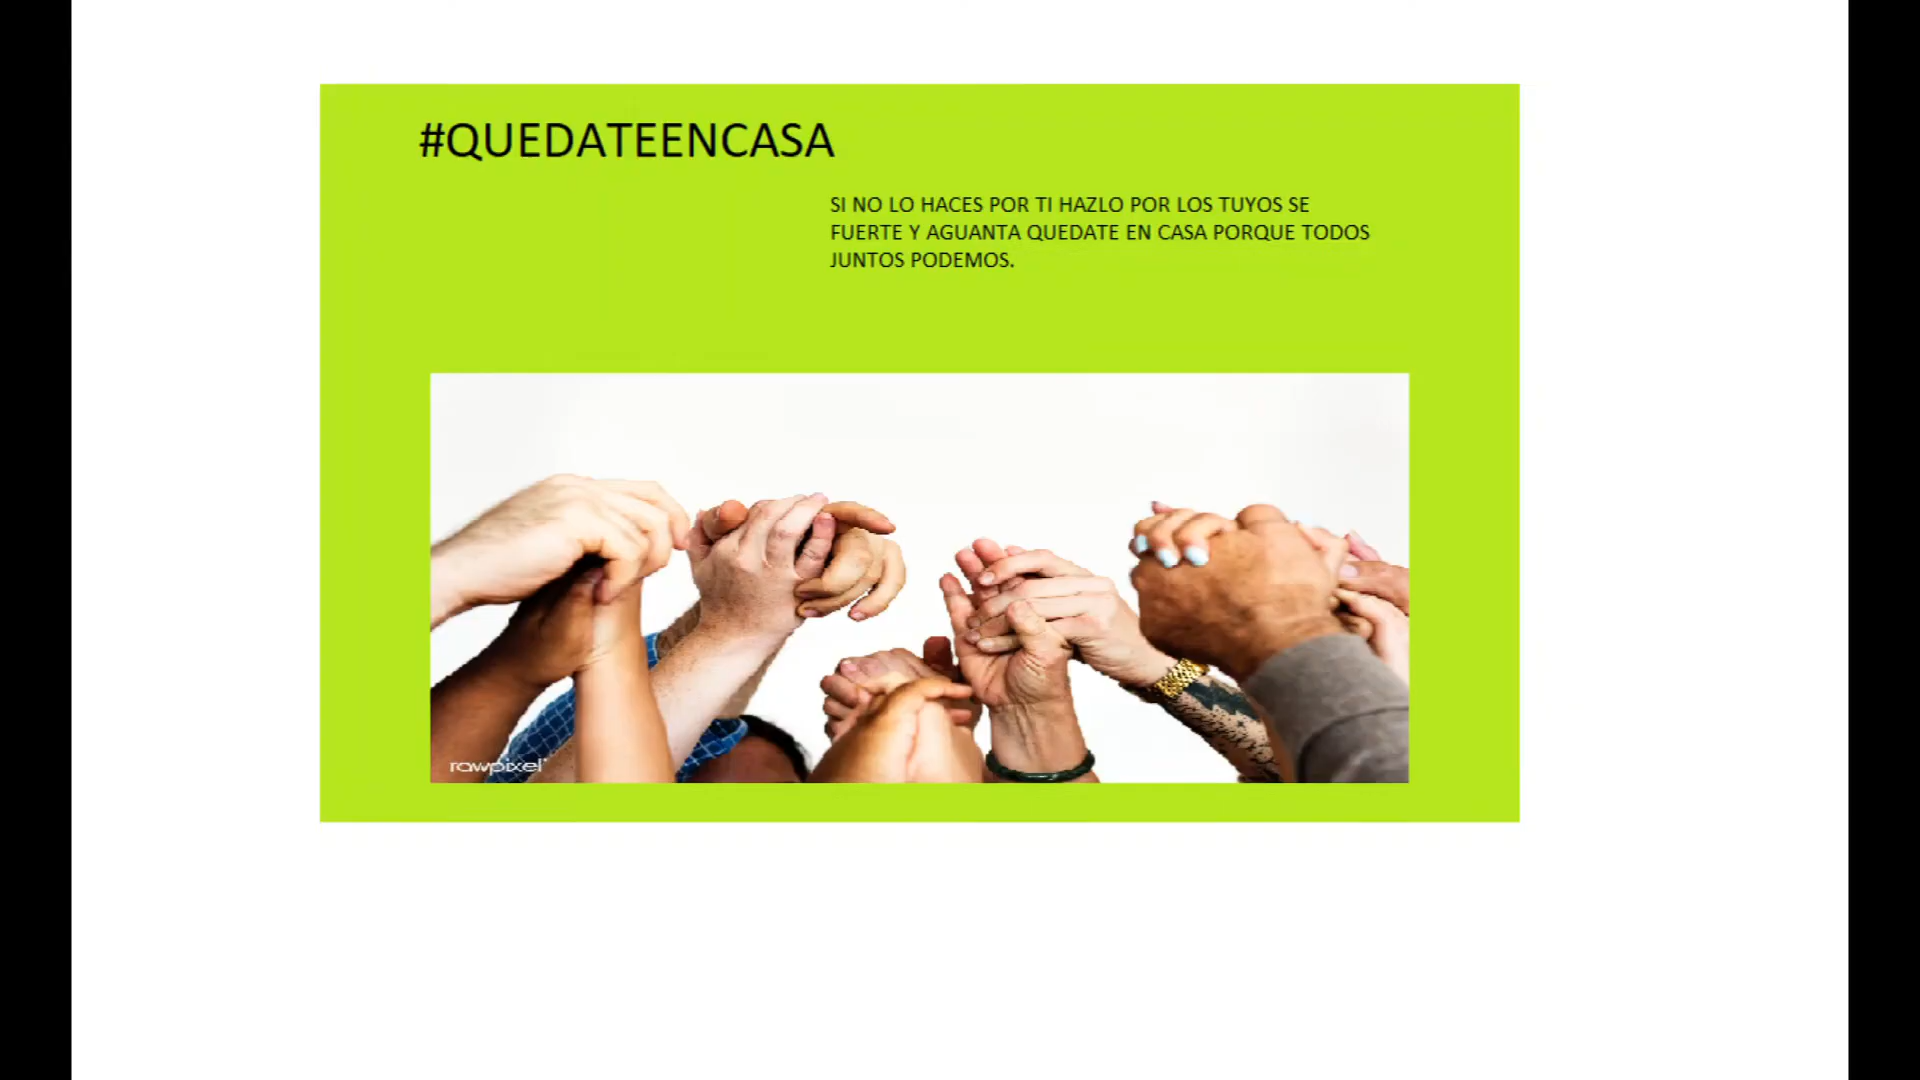 #QUEDATEENCASA
SI NO LO HACES POR TI HAZLO POR LOS TUYOS SE
FUERTE Y AGUANTA QUEDATE EN CASA PORQUE TODOS
JUNTOS PODEMOS.
rawpixel